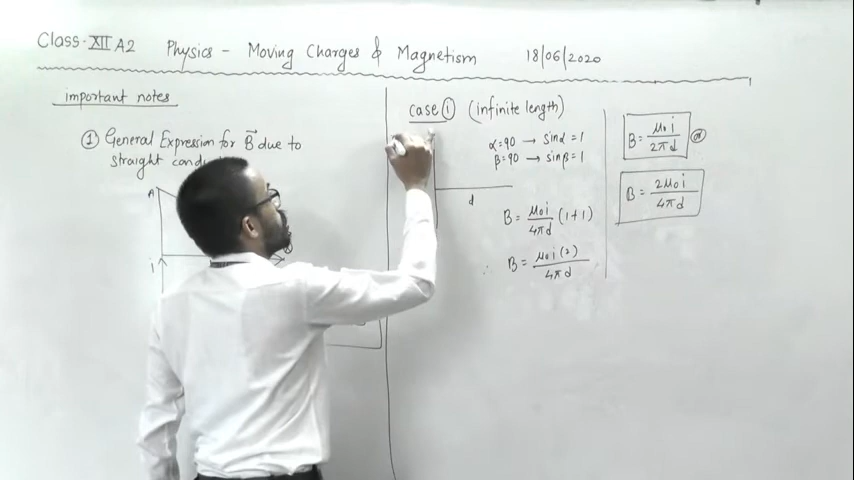 Class-XII A2 Physics - Moving Charges & Magnetism 18/06/2020
important notes
① General Expression for B⃗ due to
straight
A
i
case ① (infinite length)
α=90 → sinα=1
β=90 → sinβ=1
d
B = μ₀i/4πd (1+1)
∴ B = μ₀i(2)/4πd
B = μ₀i/2πd or
B = 2μ₀i/4πd